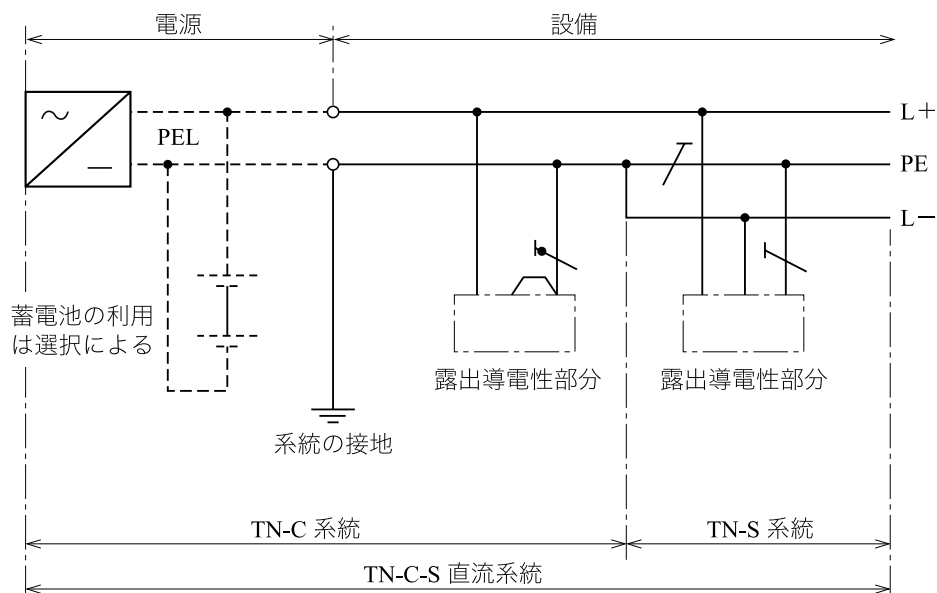 電源
設備
L+
PEL
PE
L−
蓄電池の利用
は選択による
露出導電性部分
露出導電性部分
系統の接地
TN-C 系統
TN-S 系統
TN-C-S 直流系統